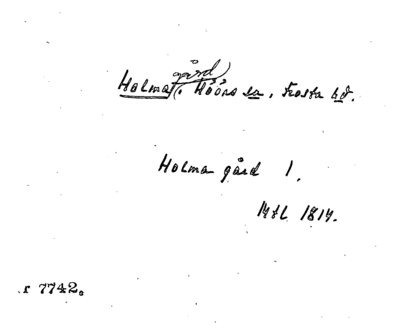 Holma gård, Höörs sn, Frosta hd.
Holma gård 1.
Mtl 1814.
r 7742.